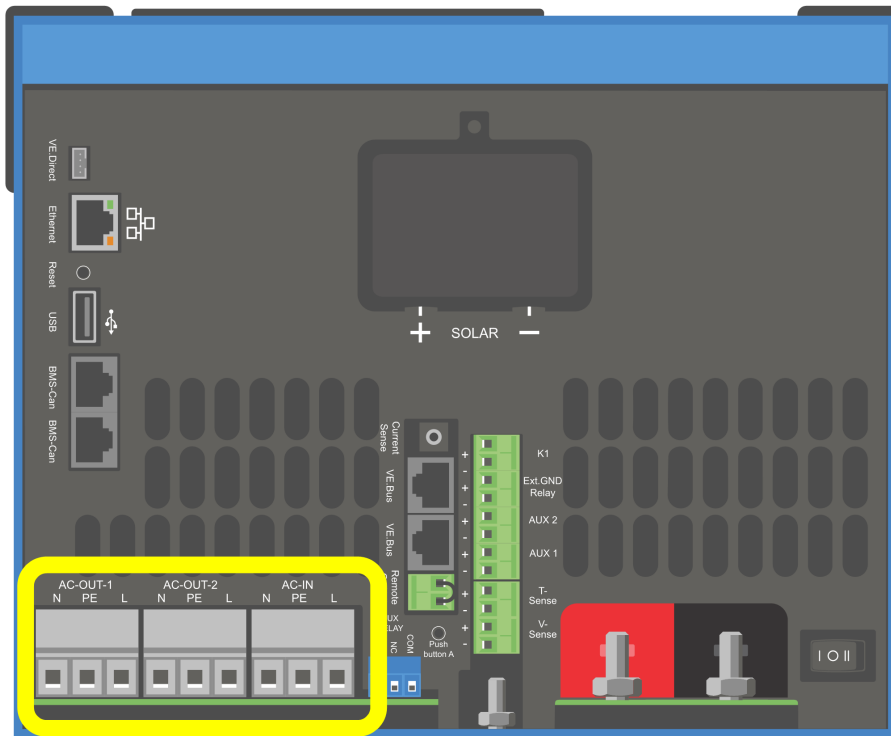 VE.Direct
Ethernet
Reset
USB
BMS-Can
BMS-Can
+ SOLAR −
Current
Sense
VE.Bus
VE.Bus
Remote
+
-
+
-
+
-
+
-
+
-
+
-
K1
Ext.GND
Relay
AUX 2
AUX 1
T-
Sense
V-
Sense
AC-OUT-1
N PE L
AC-OUT-2
N PE L
AC-IN
N PE L
NC
COM
Push
button A
I O II